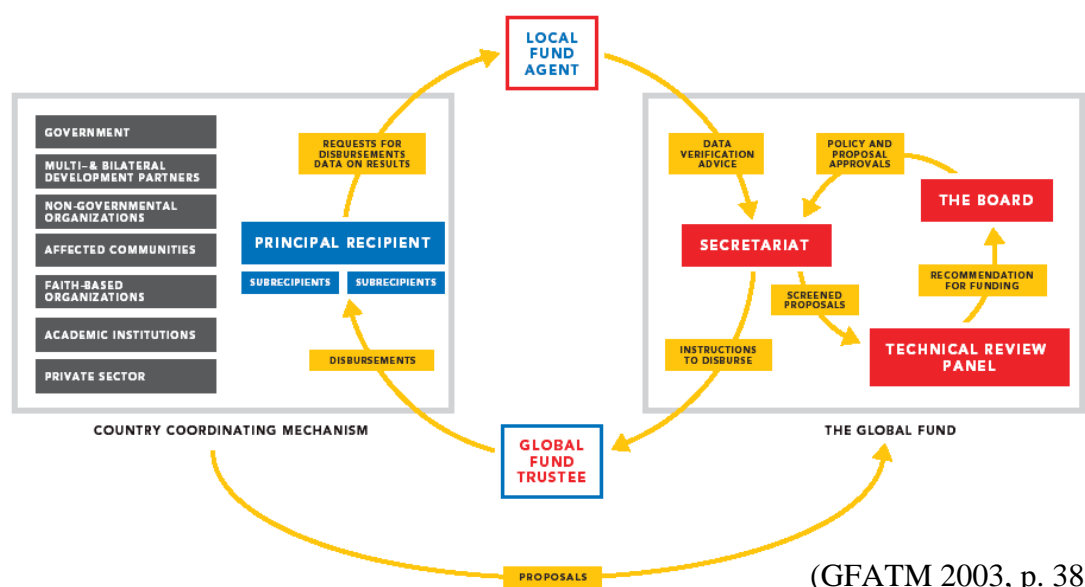 LOCAL
FUND
AGENT
GOVERNMENT
MULTI– & BILATERAL
DEVELOPMENT PARTNERS
NON-GOVERNMENTAL
ORGANIZATIONS
AFFECTED COMMUNITIES
FAITH-BASED
ORGANIZATIONS
ACADEMIC INSTITUTIONS
PRIVATE SECTOR
REQUESTS FOR
DISBURSEMENTS
DATA ON RESULTS
PRINCIPAL RECIPIENT
SUBRECIPIENTS
SUBRECIPIENTS
DISBURSEMENTS
COUNTRY COORDINATING MECHANISM
DATA
VERIFICATION
ADVICE
POLICY AND
PROPOSAL
APPROVALS
THE BOARD
SECRETARIAT
SCREENED
PROPOSALS
RECOMMENDATION
FOR FUNDING
INSTRUCTIONS
TO DISBURSE
TECHNICAL REVIEW
PANEL
THE GLOBAL FUND
GLOBAL
FUND
TRUSTEE
PROPOSALS
(GFATM 2003, p. 38